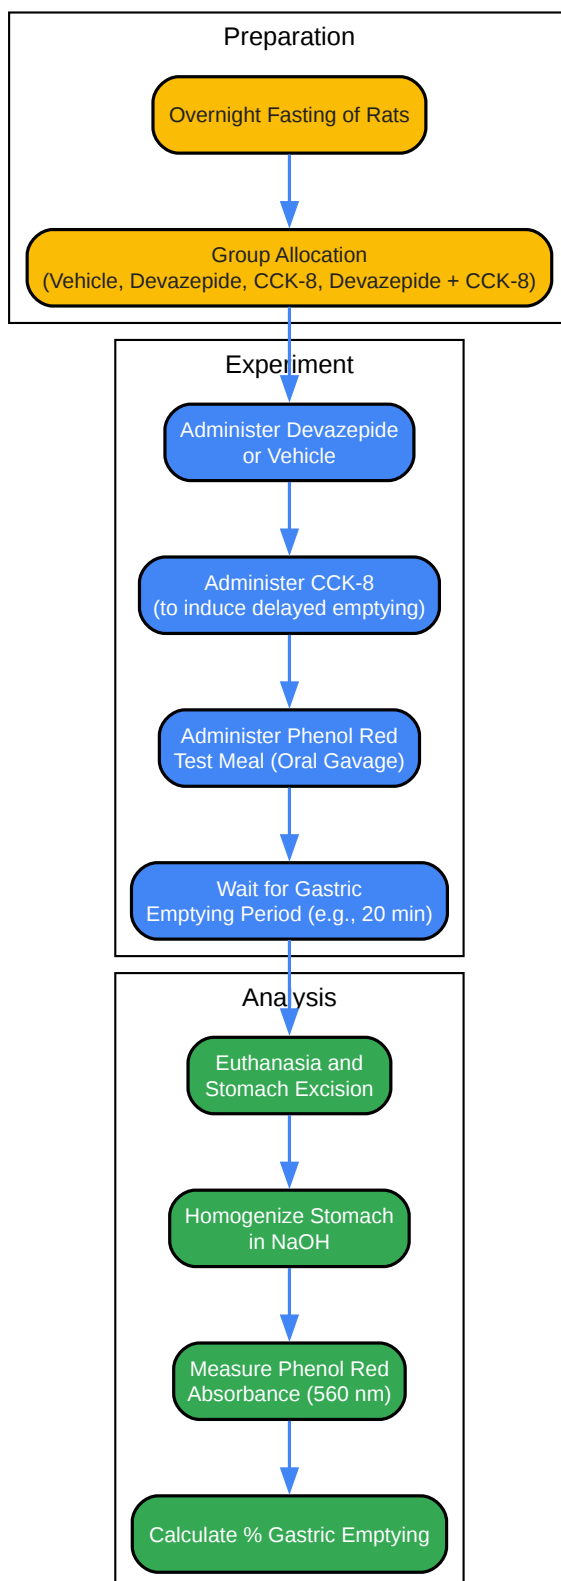 Preparation
Overnight Fasting of Rats
Group Allocation
(Vehicle, Devazepide, CCK-8, Devazepide + CCK-8)
Experiment
Administer Devazepide
or Vehicle
Administer CCK-8
(to induce delayed emptying)
Administer Phenol Red
Test Meal (Oral Gavage)
Wait for Gastric
Emptying Period (e.g., 20 min)
Analysis
Euthanasia and
Stomach Excision
Homogenize Stomach
in NaOH
Measure Phenol Red
Absorbance (560 nm)
Calculate % Gastric Emptying